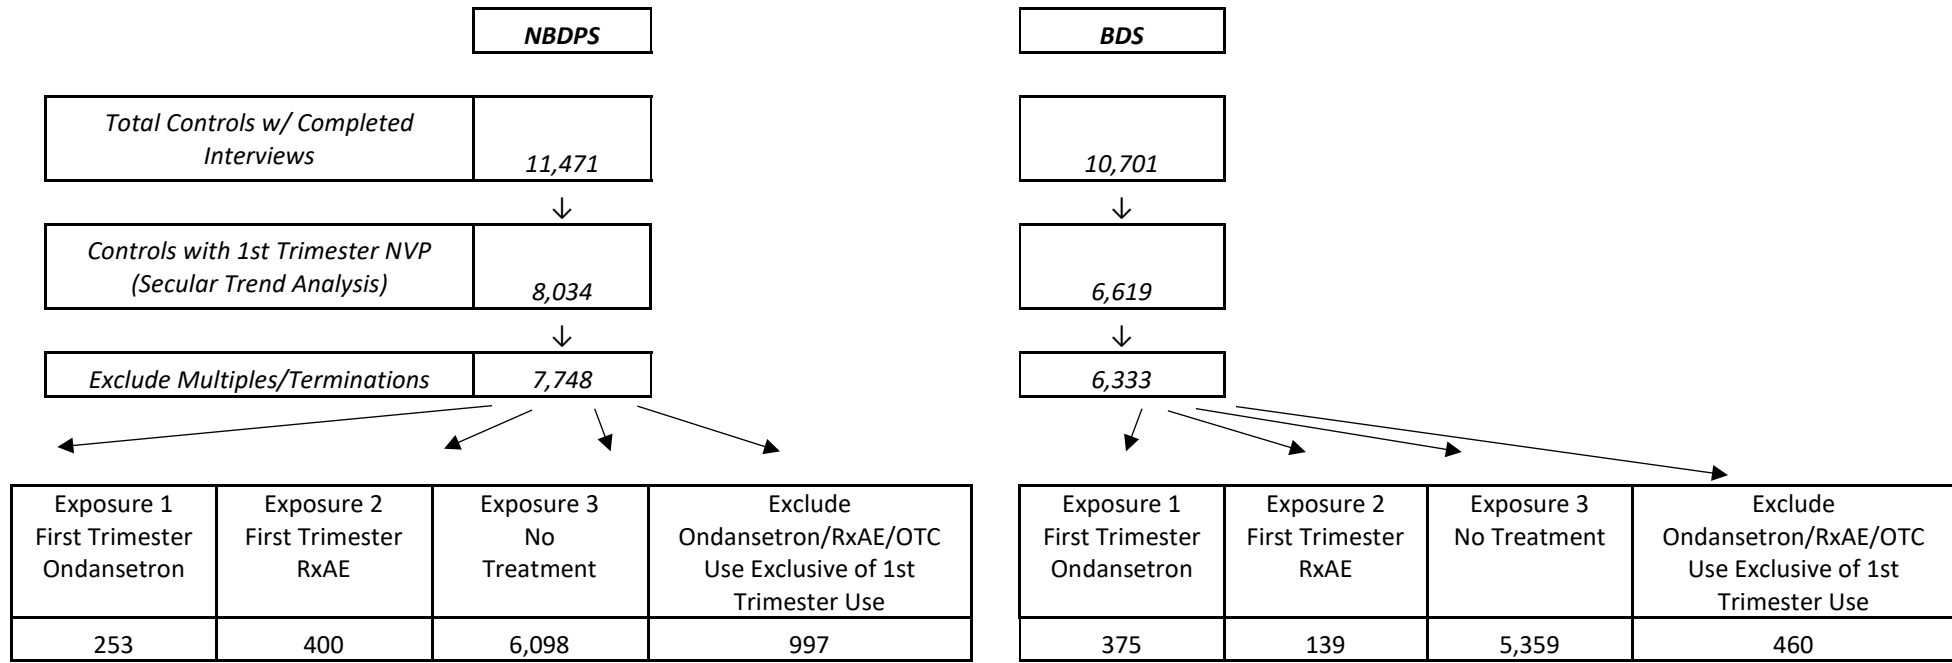 NBDPS
BDS
Total Controls w/ Completed
Interviews
11,471
10,701
↓
↓
Controls with 1st Trimester NVP
(Secular Trend Analysis)
8,034
6,619
↓
↓
Exclude Multiples/Terminations
7,748
6,333
Exposure 1
First Trimester
Ondansetron
Exposure 2
First Trimester
RxAE
Exposure 3
No
Treatment
Exclude
Ondansetron/RxAE/OTC
Use Exclusive of 1st
Trimester Use
253
400
6,098
997
Exposure 1
First Trimester
Ondansetron
Exposure 2
First Trimester
RxAE
Exposure 3
No Treatment
Exclude
Ondansetron/RxAE/OTC
Use Exclusive of 1st
Trimester Use
375
139
5,359
460